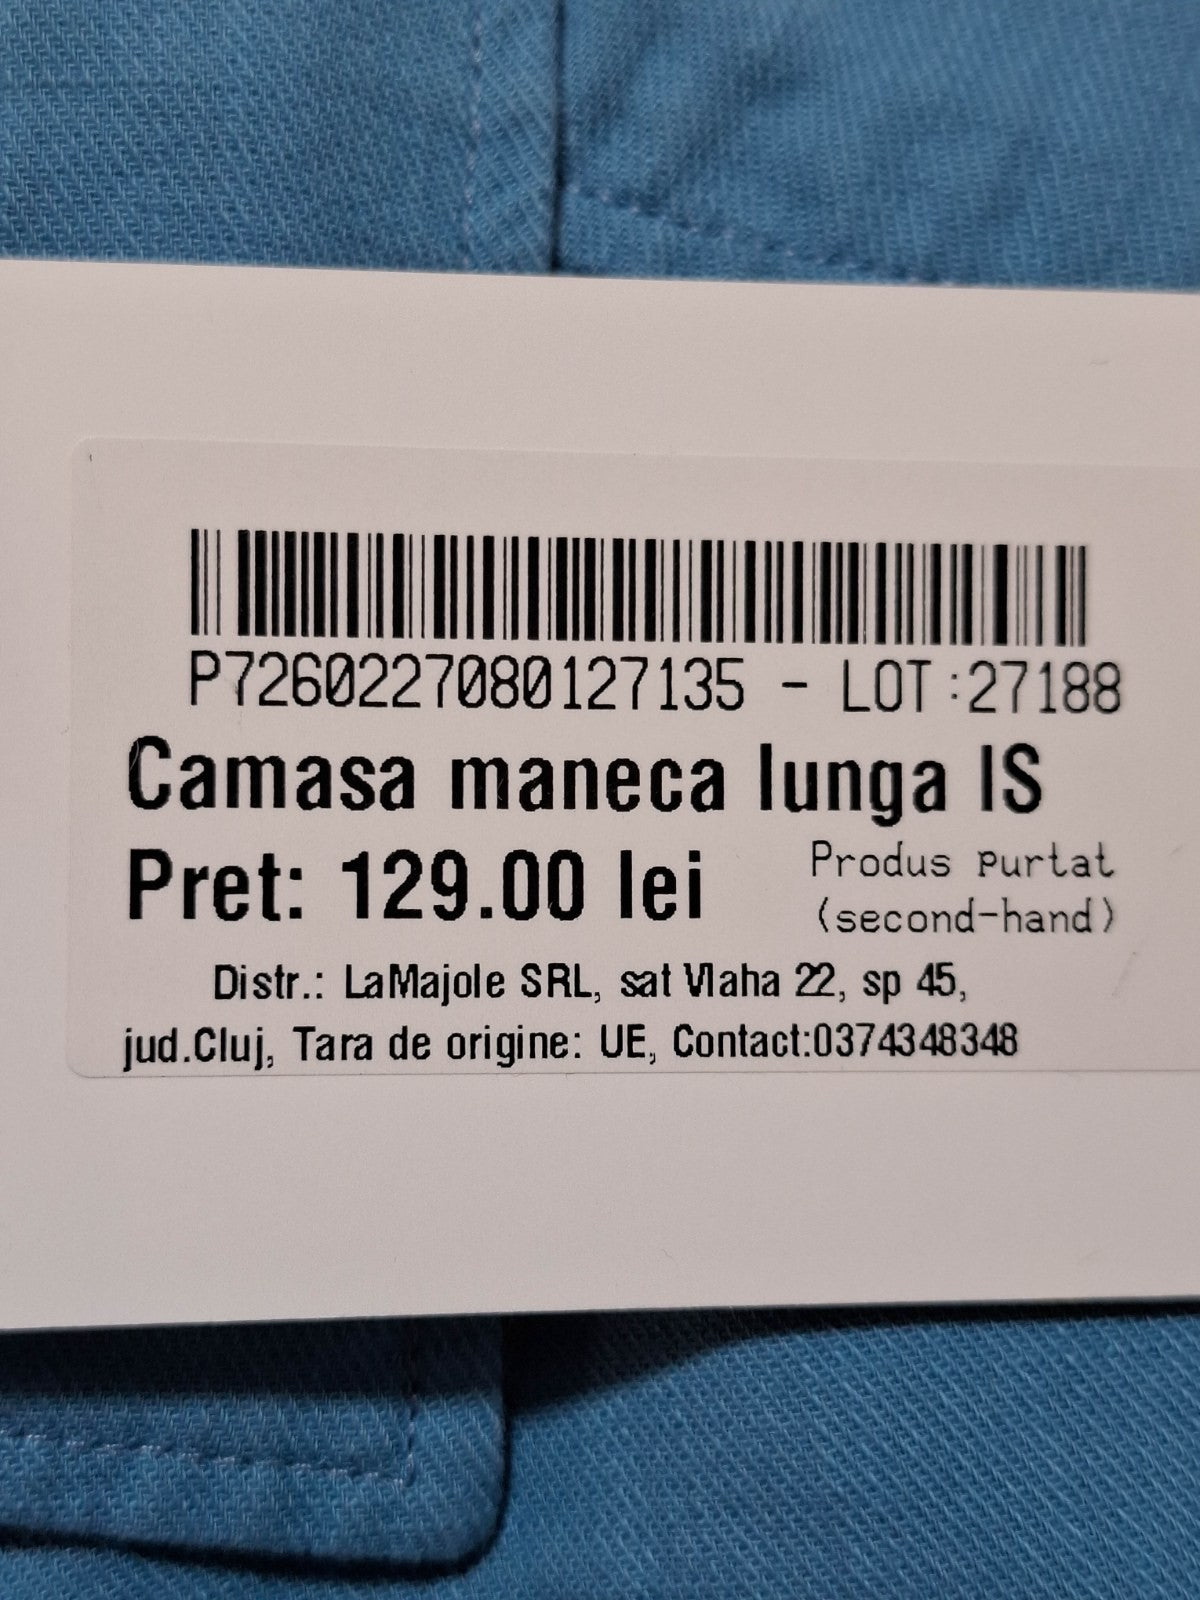 P7260227080127135 - LOT:27188
Camasa maneca lunga IS
Pret: 129.00 lei
Produs purtat
(second-hand)
Distr.: LaMajole SRL, sat Vlaha 22, sp 45,
jud.Cluj, Tara de origine: UE, Contact:0374348348